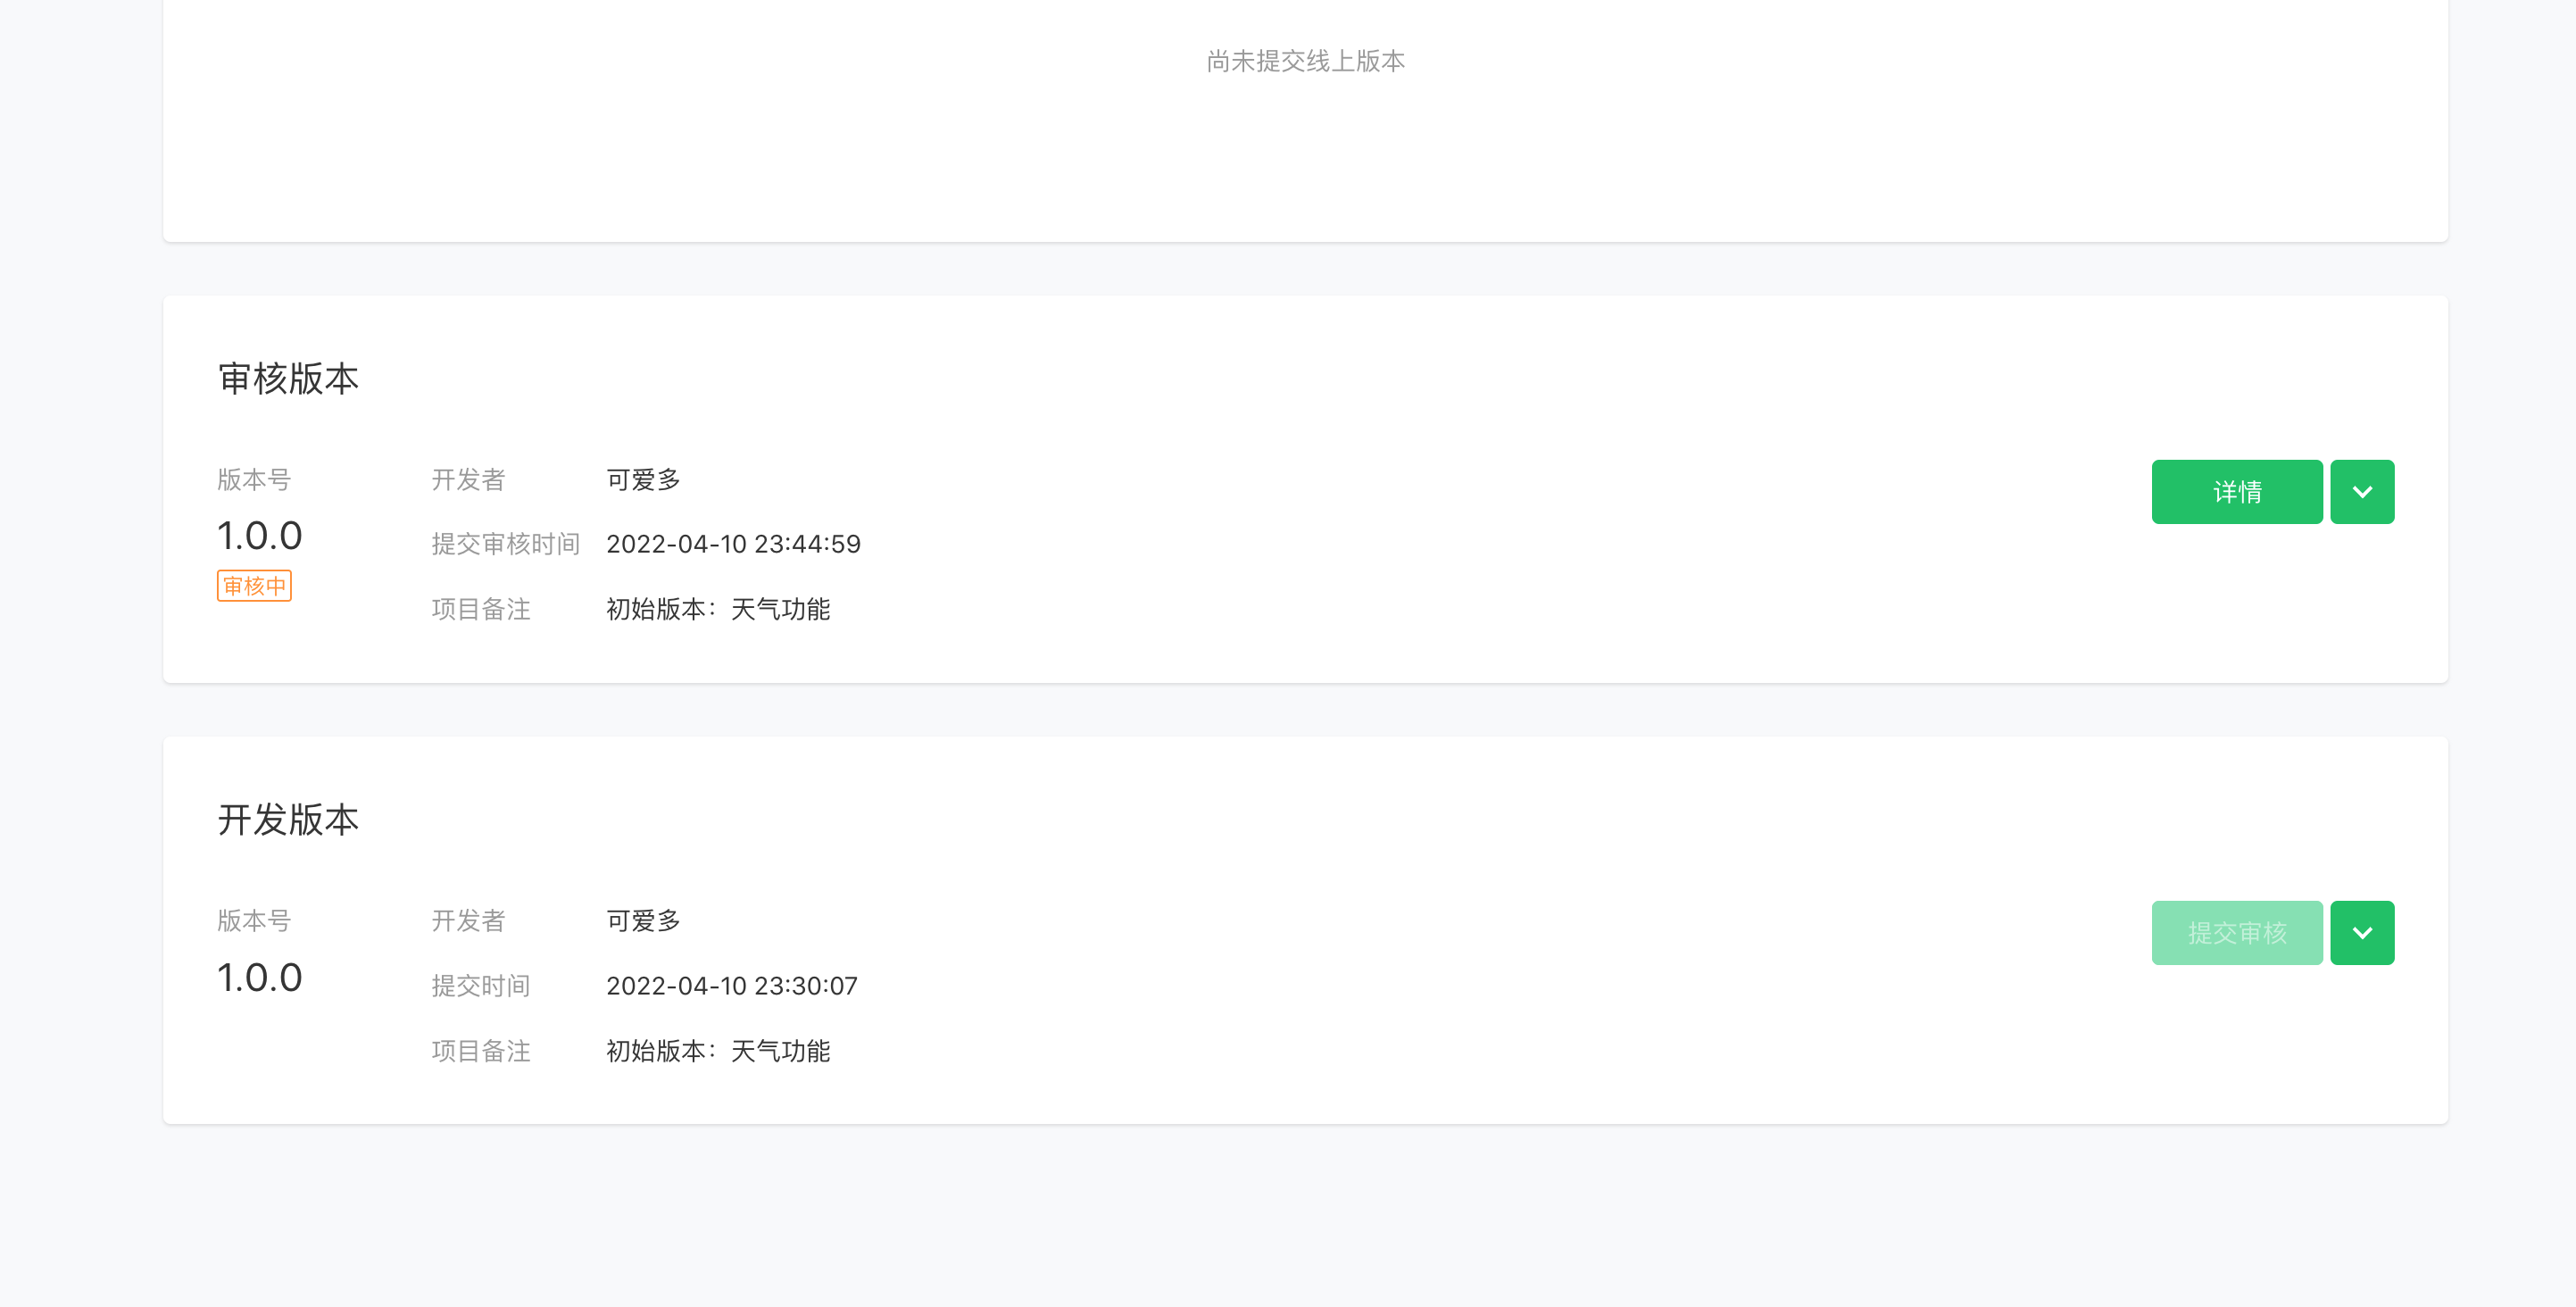 尚未提交线上版本
审核版本
版本号
1.0.0
审核中
开发者 可爱多
提交审核时间 2022-04-10 23:44:59
项目备注 初始版本：天气功能
详情
开发版本
版本号
1.0.0
开发者 可爱多
提交时间 2022-04-10 23:30:07
项目备注 初始版本：天气功能
提交审核